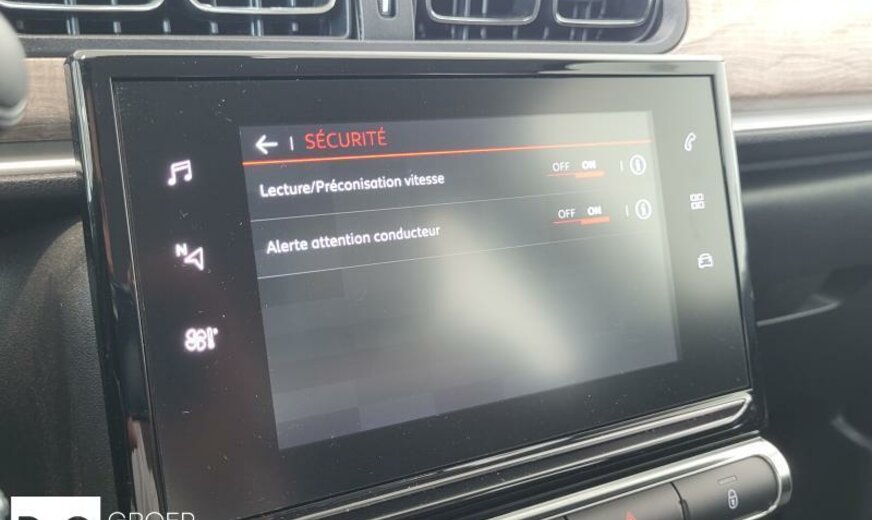 SÉCURITÉ
Lecture/Préconisation vitesse OFF ON
Alerte attention conducteur OFF ON
N
GROEP